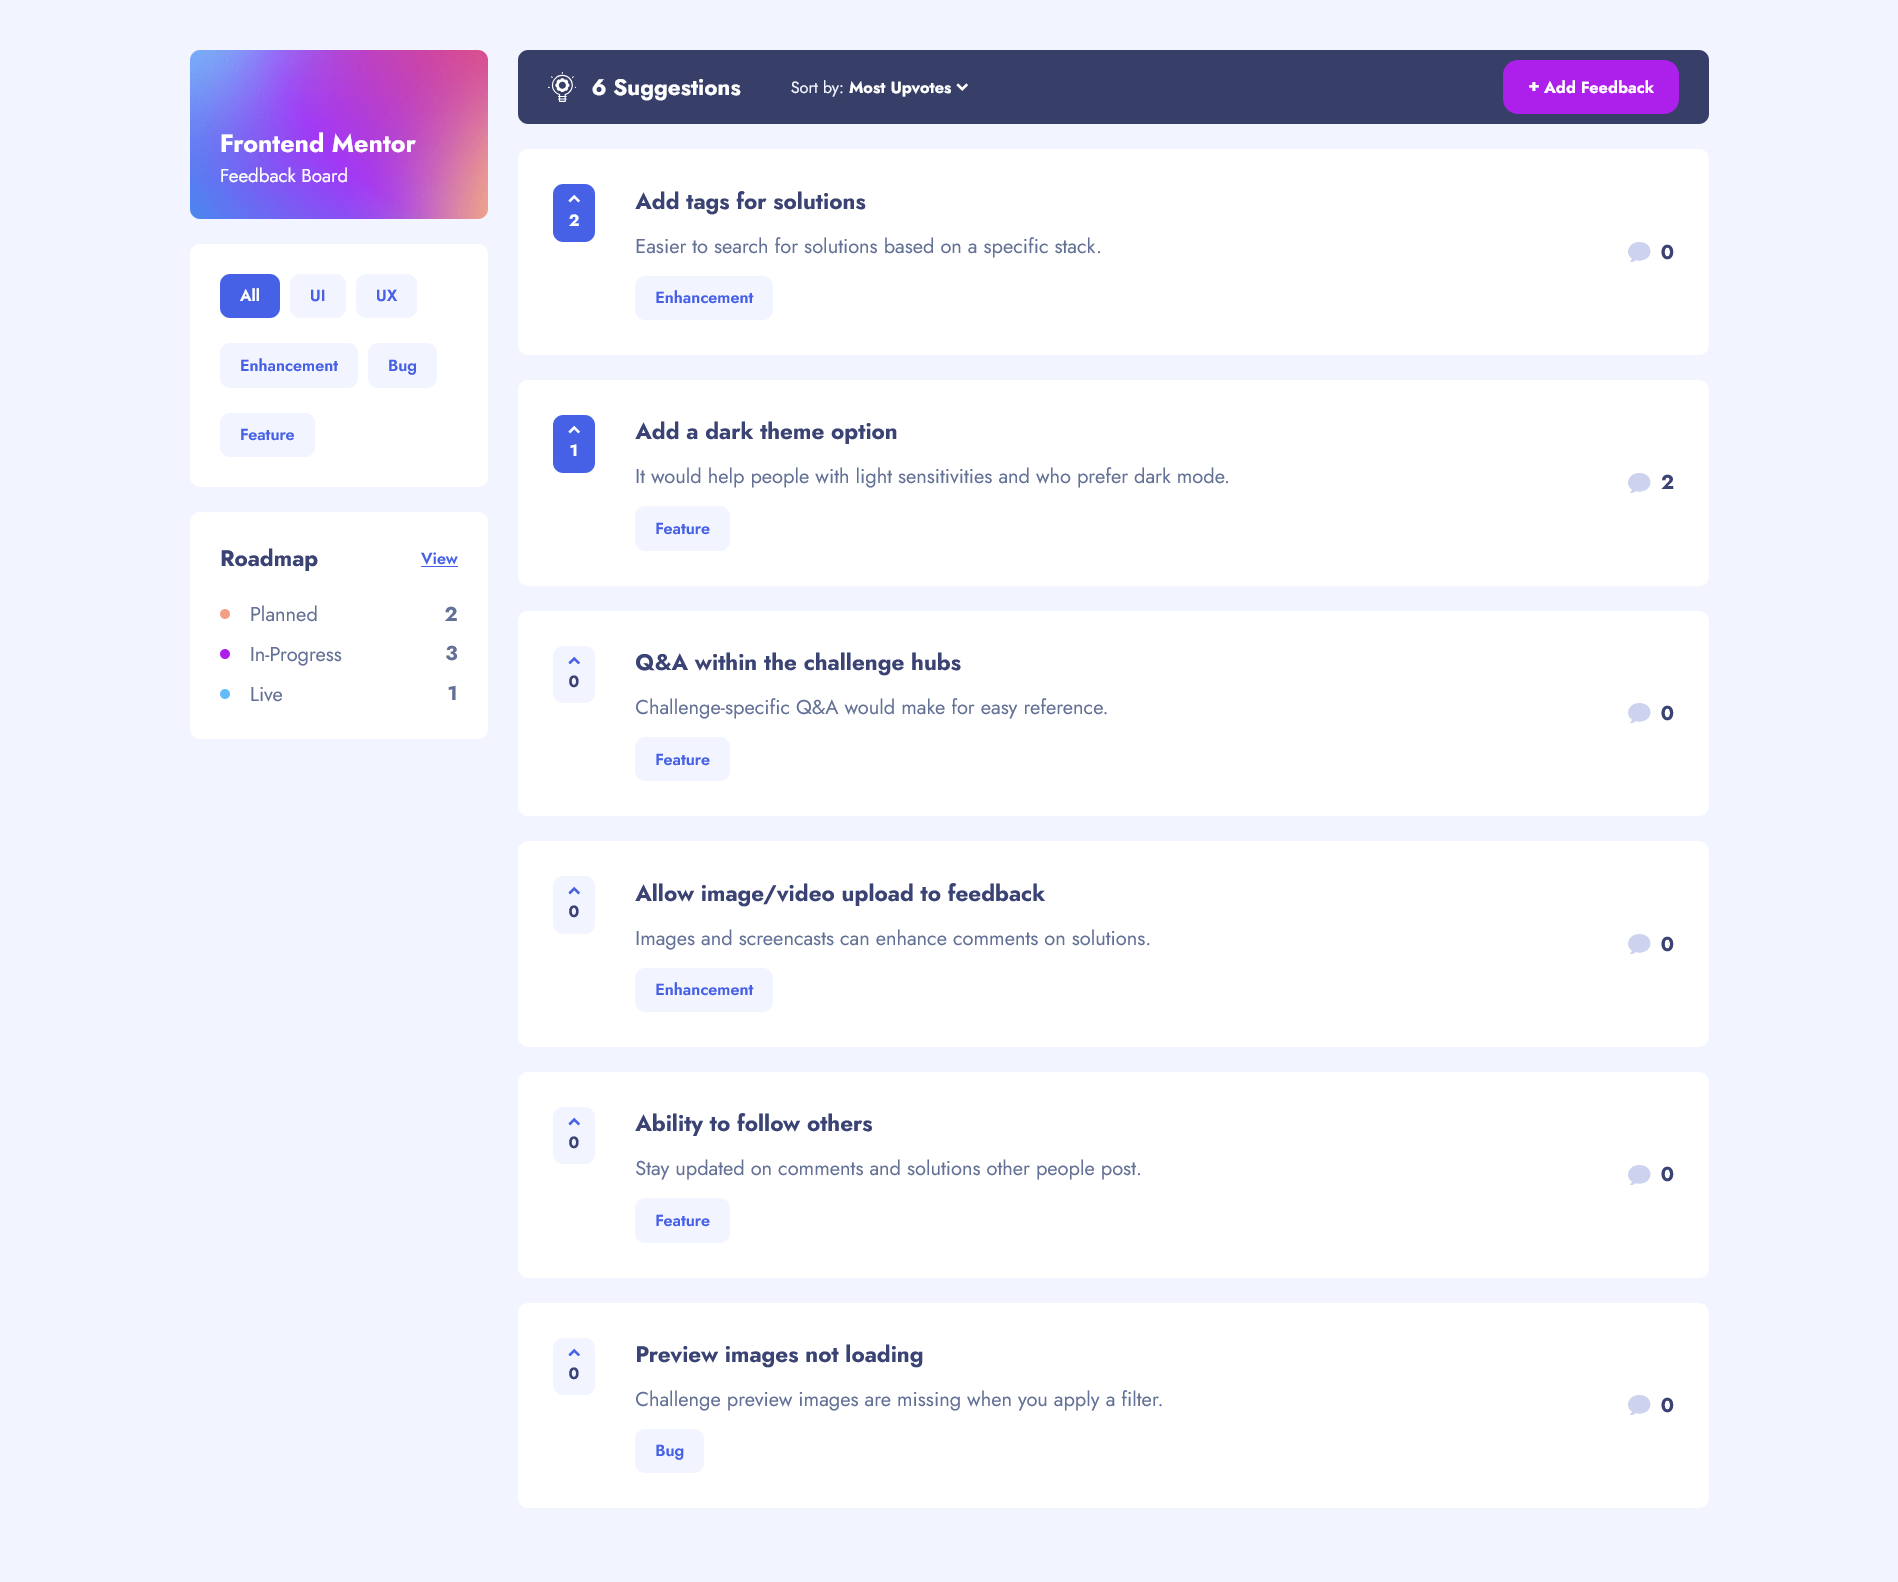 Frontend Mentor
Feedback Board
All
UI
UX
Enhancement
Bug
Feature
Roadmap
View
Planned
2
In-Progress
3
Live
1
6 Suggestions
Sort by: Most Upvotes
+ Add Feedback
2
Add tags for solutions
Easier to search for solutions based on a specific stack.
Enhancement
0
1
Add a dark theme option
It would help people with light sensitivities and who prefer dark mode.
Feature
2
0
Q&A within the challenge hubs
Challenge-specific Q&A would make for easy reference.
Feature
0
0
Allow image/video upload to feedback
Images and screencasts can enhance comments on solutions.
Enhancement
0
0
Ability to follow others
Stay updated on comments and solutions other people post.
Feature
0
0
Preview images not loading
Challenge preview images are missing when you apply a filter.
Bug
0